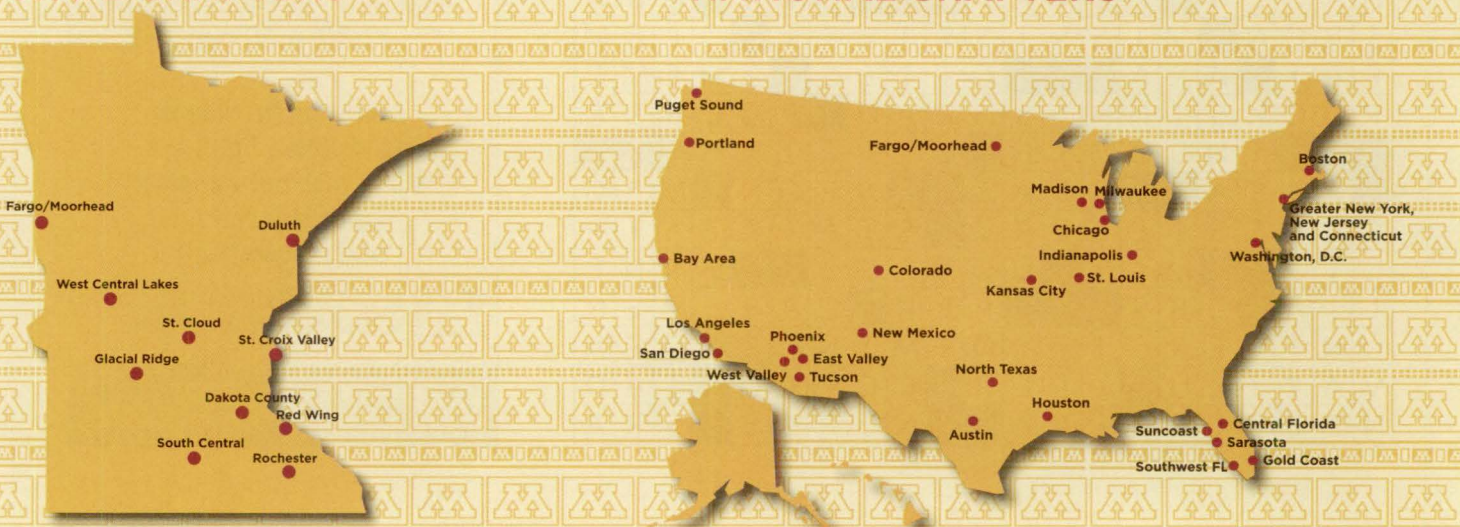 Fargo/Moorhead
Duluth
West Central Lakes
St. Cloud
St. Croix Valley
Glacial Ridge
Dakota County
Red Wing
South Central
Rochester
Puget Sound
Portland
Fargo/Moorhead
Boston
Madison
Milwaukee
Greater New York,
New Jersey
and Connecticut
Chicago
Indianapolis
Washington, D.C.
Bay Area
Colorado
St. Louis
Kansas City
Los Angeles
Phoenix
New Mexico
San Diego
East Valley
West Valley
Tucson
North Texas
Houston
Austin
Central Florida
Suncoast
Sarasota
Gold Coast
Southwest FL